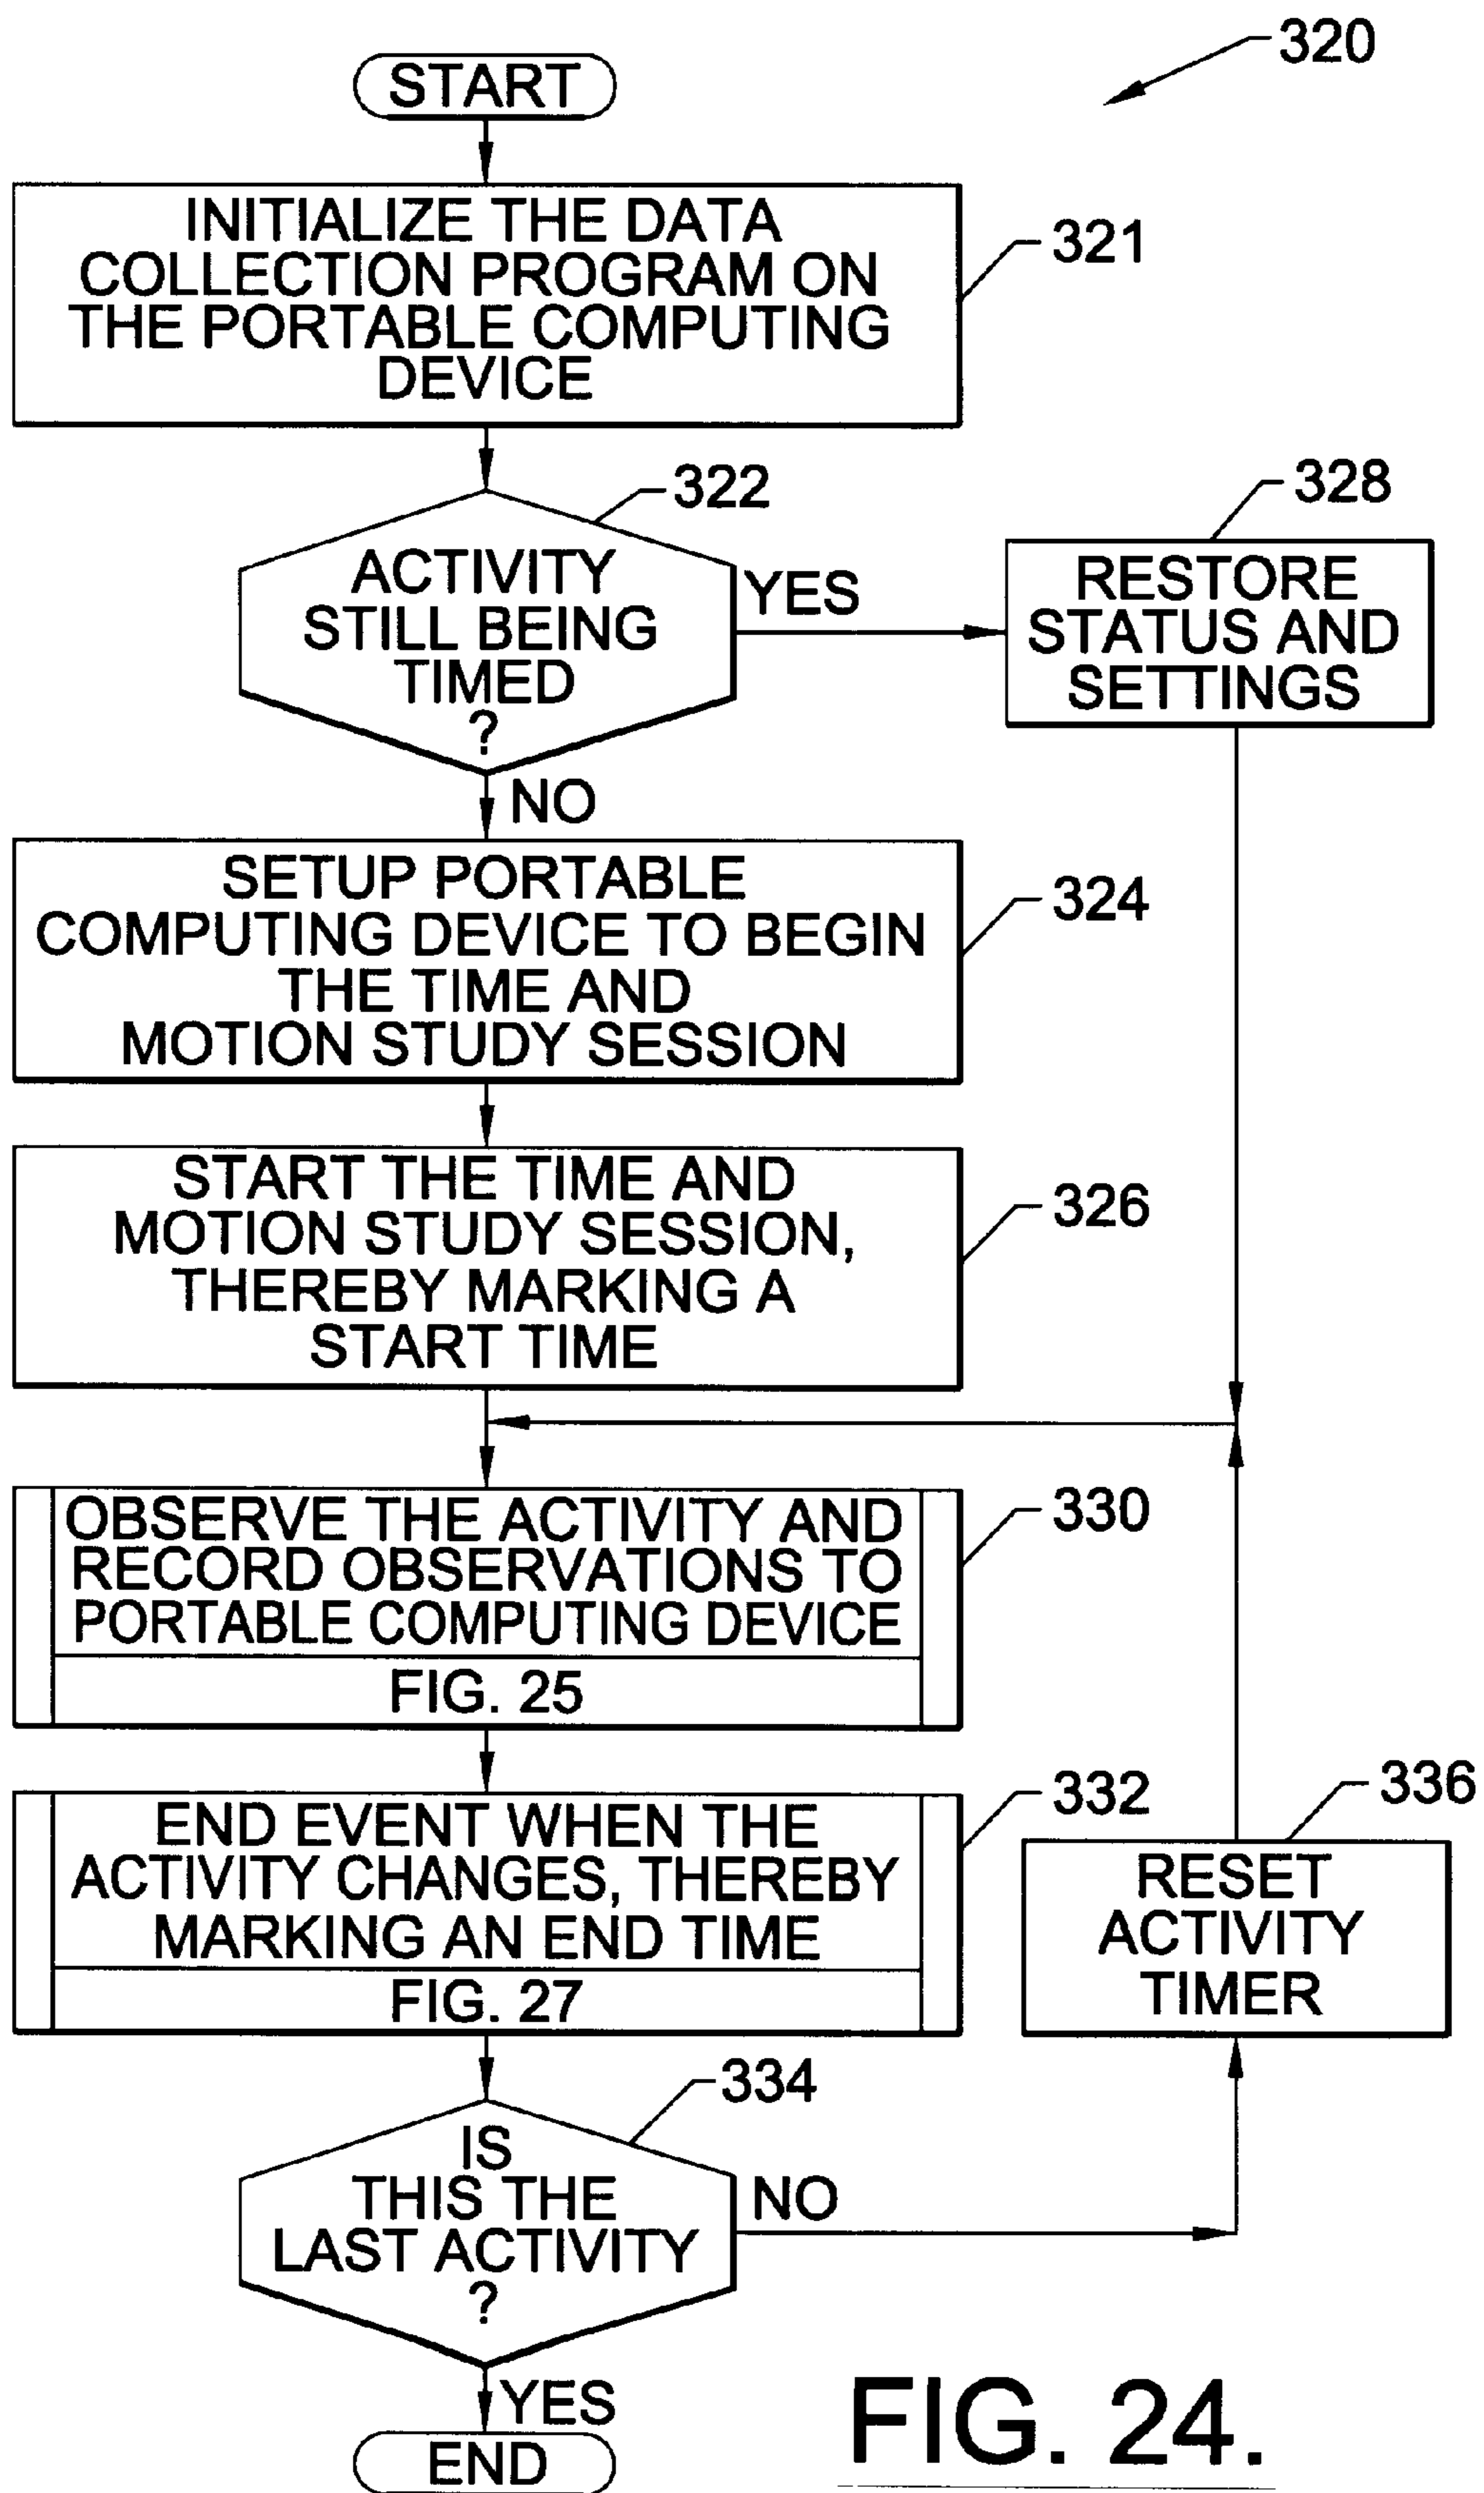 320
START
INITIALIZE THE DATA
COLLECTION PROGRAM ON
THE PORTABLE COMPUTING
DEVICE
321
322
ACTIVITY
STILL BEING
TIMED
?
YES
328
RESTORE
STATUS AND
SETTINGS
NO
SETUP PORTABLE
COMPUTING DEVICE TO BEGIN
THE TIME AND
MOTION STUDY SESSION
324
START THE TIME AND
MOTION STUDY SESSION,
THEREBY MARKING A
START TIME
326
OBSERVE THE ACTIVITY AND
RECORD OBSERVATIONS TO
PORTABLE COMPUTING DEVICE
FIG. 25
330
END EVENT WHEN THE
ACTIVITY CHANGES, THEREBY
MARKING AN END TIME
FIG. 27
332
336
RESET
ACTIVITY
TIMER
334
IS
THIS THE
LAST ACTIVITY
?
NO
YES
END
FIG. 24.